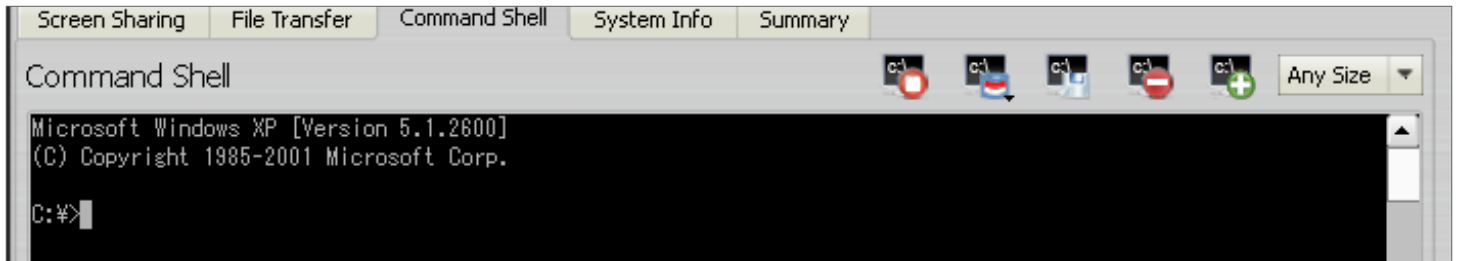 Screen Sharing File Transfer Command Shell System Info Summary
Command Shell C:\ C:\ C:\ C:\ C:\ Any Size
Microsoft Windows XP [Version 5.1.2600]
(C) Copyright 1985-2001 Microsoft Corp.
C:¥>